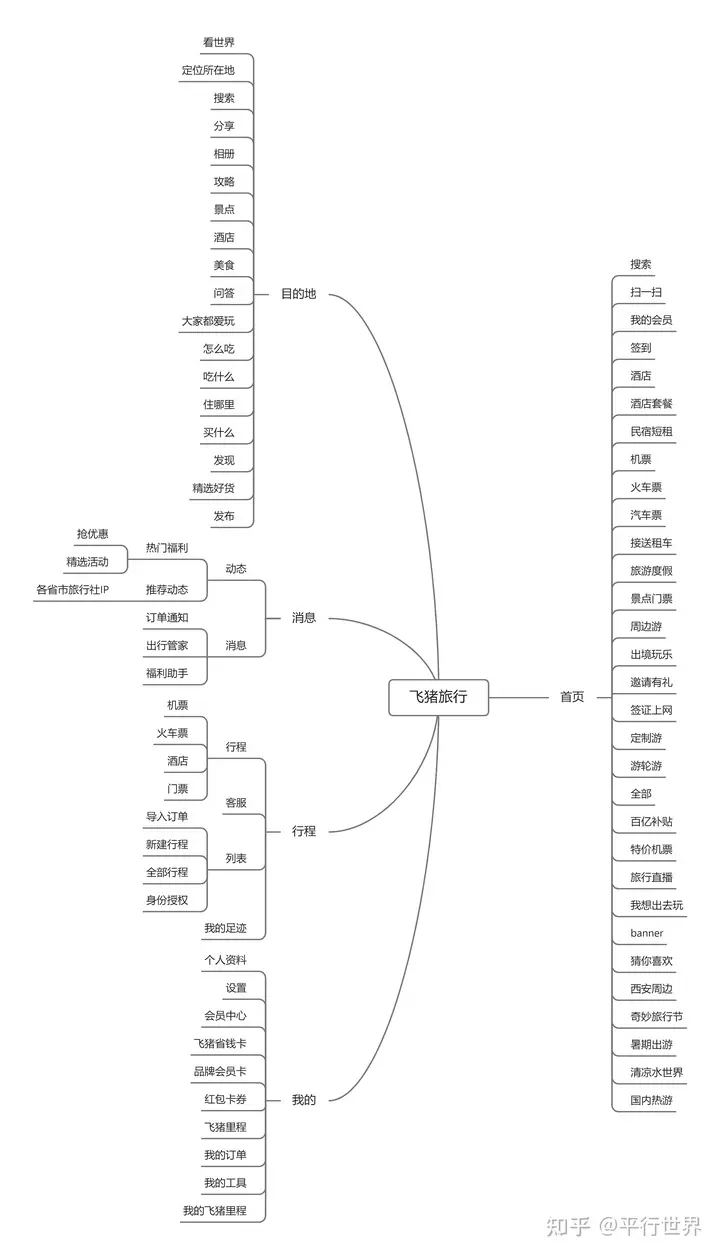 飞猪旅行
首页
搜索
扫一扫
我的会员
签到
酒店
酒店套餐
民宿短租
机票
火车票
汽车票
接送租车
旅游度假
景点门票
周边游
出境玩乐
邀请有礼
签证上网
定制游
游轮游
全部
百亿补贴
特价机票
旅行直播
我想出去玩
banner
猜你喜欢
西安周边
奇妙旅行节
暑期出游
清凉水世界
国内热游
目的地
看世界
定位所在地
搜索
分享
相册
攻略
景点
酒店
美食
问答
大家都爱玩
怎么吃
吃什么
住哪里
买什么
发现
精选好货
发布
消息
动态
热门福利
抢优惠
精选活动
推荐动态
各省市旅行社IP
消息
订单通知
出行管家
福利助手
行程
行程
机票
火车票
酒店
门票
客服
列表
导入订单
新建行程
全部行程
身份授权
我的足迹
我的
个人资料
设置
会员中心
飞猪省钱卡
品牌会员卡
红包卡券
飞猪里程
我的订单
我的工具
我的飞猪里程
知乎 @平行世界